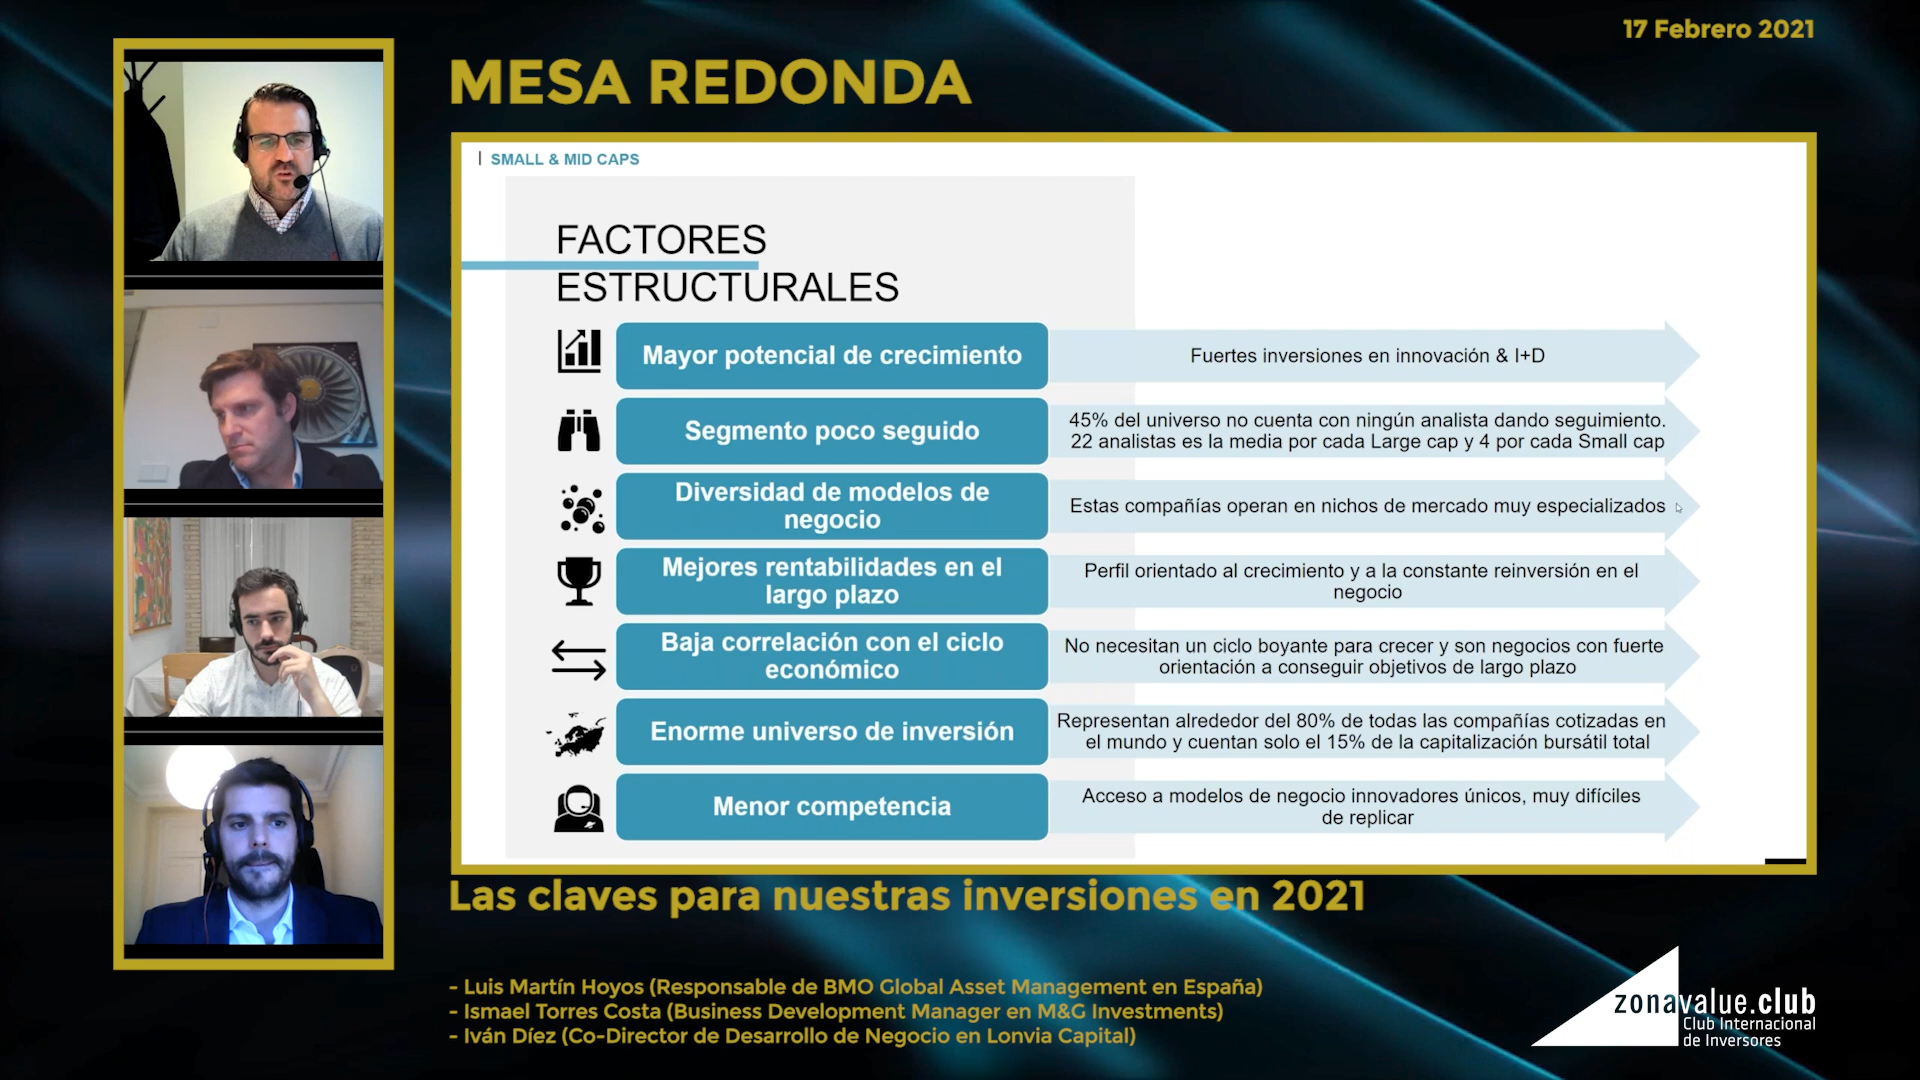 17 Febrero 2021
MESA REDONDA
| SMALL & MID CAPS
FACTORES
ESTRUCTURALES
Mayor potencial de crecimiento
Fuertes inversiones en innovación & I+D
Segmento poco seguido
45% del universo no cuenta con ningún analista dando seguimiento.
22 analistas es la media por cada Large cap y 4 por cada Small cap
Diversidad de modelos de
negocio
Estas compañías operan en nichos de mercado muy especializados
Mejores rentabilidades en el
largo plazo
Perfil orientado al crecimiento y a la constante reinversión en el
negocio
Baja correlación con el ciclo
económico
No necesitan un ciclo boyante para crecer y son negocios con fuerte
orientación a conseguir objetivos de largo plazo
Enorme universo de inversión
Representan alrededor del 80% de todas las compañías cotizadas en
el mundo y cuentan solo el 15% de la capitalización bursátil total
Menor competencia
Acceso a modelos de negocio innovadores únicos, muy difíciles
de replicar
Las claves para nuestras inversiones en 2021
- Luis Martín Hoyos (Responsable de BMO Global Asset Management en España)
- Ismael Torres Costa (Business Development Manager en M&G Investments)
- Iván Díez (Co-Director de Desarrollo de Negocio en Lonvia Capital)
zonavalue.club
Club Internacional
de Inversores